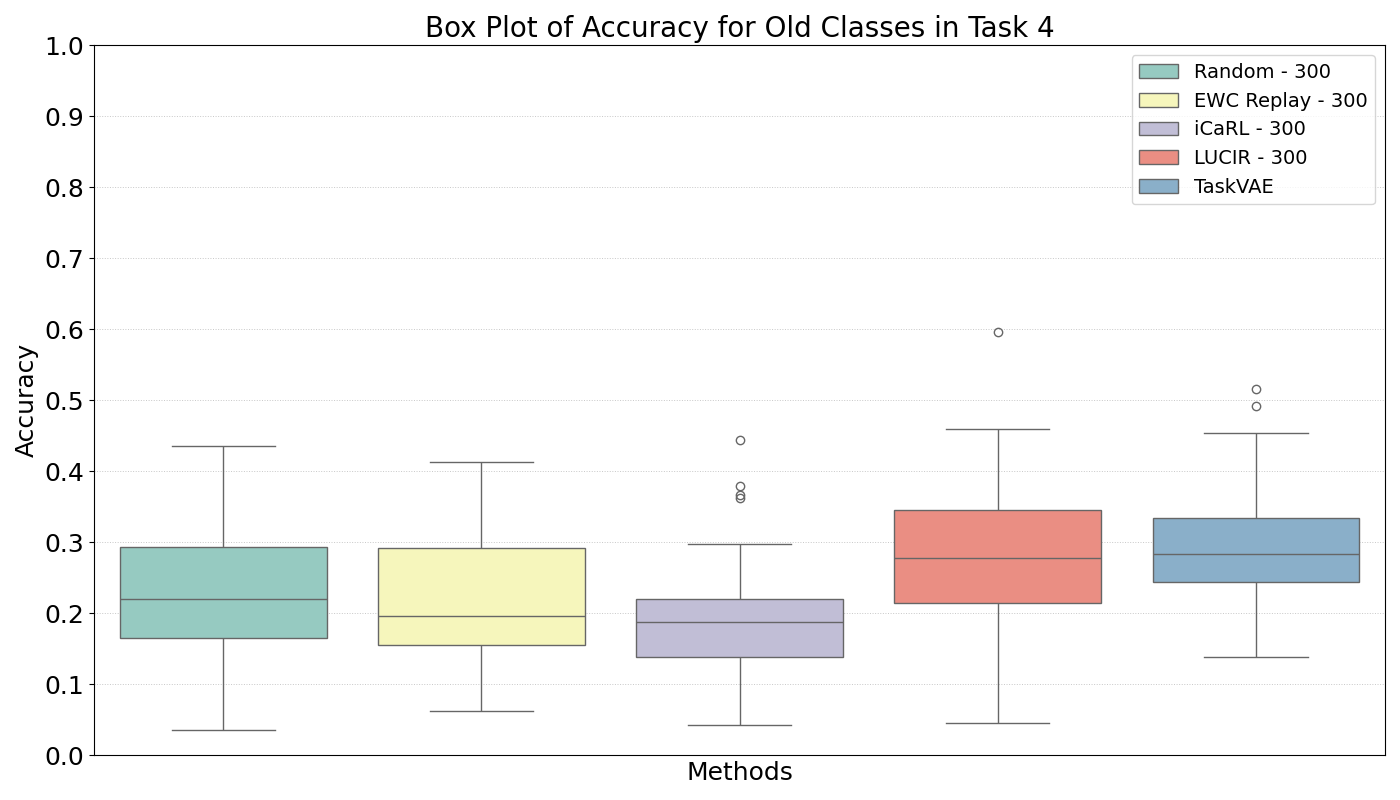 Box Plot of Accuracy for Old Classes in Task 4
1.0
0.9
0.8
0.7
0.6
0.5
0.4
0.3
0.2
0.1
0.0
Accuracy
Methods
Random - 300
EWC Replay - 300
iCaRL - 300
LUCIR - 300
TaskVAE